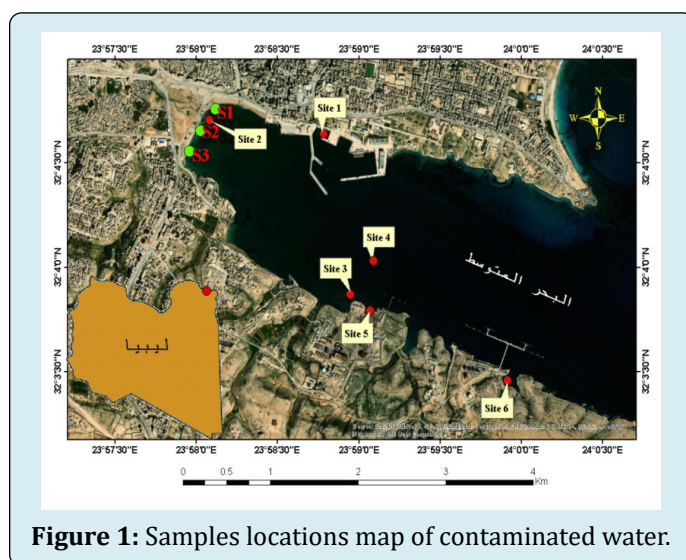 23°57'30"E 23°58'0"E 23°58'30"E 23°59'0"E 23°59'30"E 24°0'0"E 24°0'30"E
N
W E
S
S1
Site 1
S2
Site 2
S3
32°4'30"N 32°4'30"N
Site 4
البحر المتوسط
32°4'0"N 32°4'0"N
Site 3
Site 5
ليبيا
32°3'30"N 32°3'30"N
Site 6
23°57'30"E 23°58'0"E 23°58'30"E 23°59'0"E 23°59'30"E 24°0'0"E 24°0'30"E
0 0.5 1 2 3 4
Km
Figure 1: Samples locations map of contaminated water.